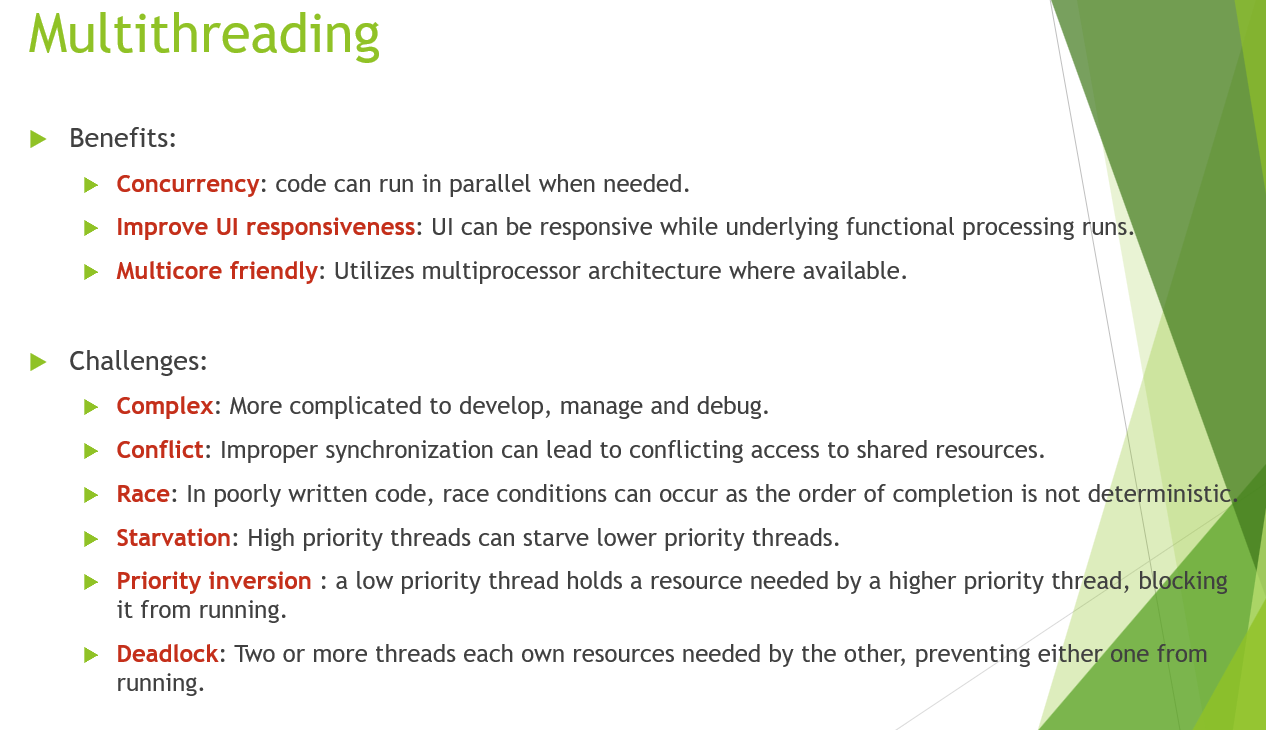 Multithreading
Benefits:
Concurrency: code can run in parallel when needed.
Improve UI responsiveness: UI can be responsive while underlying functional processing runs.
Multicore friendly: Utilizes multiprocessor architecture where available.
Challenges:
Complex: More complicated to develop, manage and debug.
Conflict: Improper synchronization can lead to conflicting access to shared resources.
Race: In poorly written code, race conditions can occur as the order of completion is not deterministic.
Starvation: High priority threads can starve lower priority threads.
Priority inversion : a low priority thread holds a resource needed by a higher priority thread, blocking
it from running.
Deadlock: Two or more threads each own resources needed by the other, preventing either one from
running.